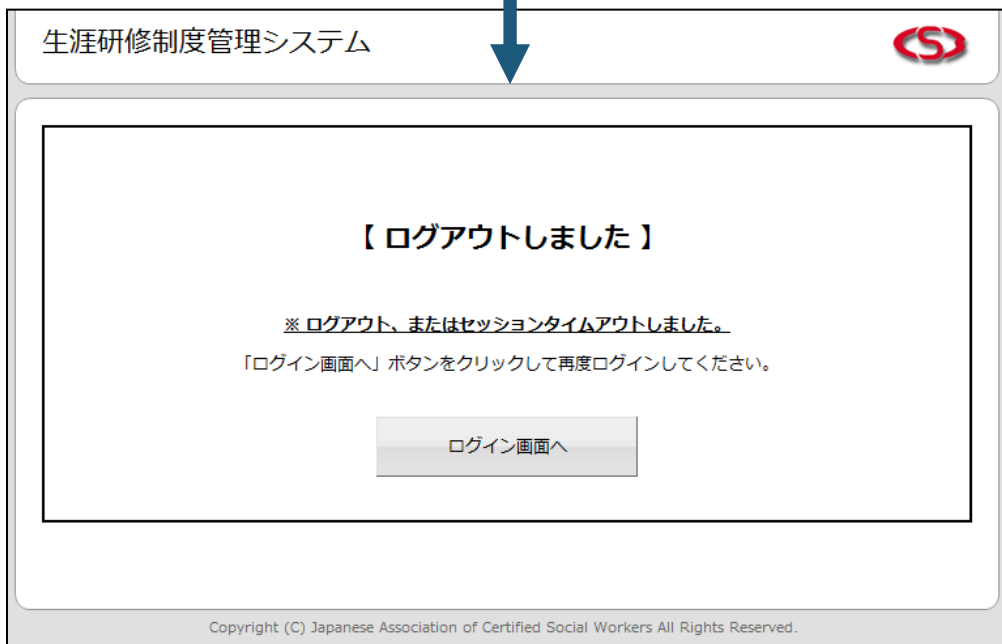 生涯研修制度管理システム
【 ログアウトしました 】
※ ログアウト、またはセッションタイムアウトしました。
「ログイン画面へ」ボタンをクリックして再度ログインしてください。
ログイン画面へ
Copyright (C) Japanese Association of Certified Social Workers All Rights Reserved.